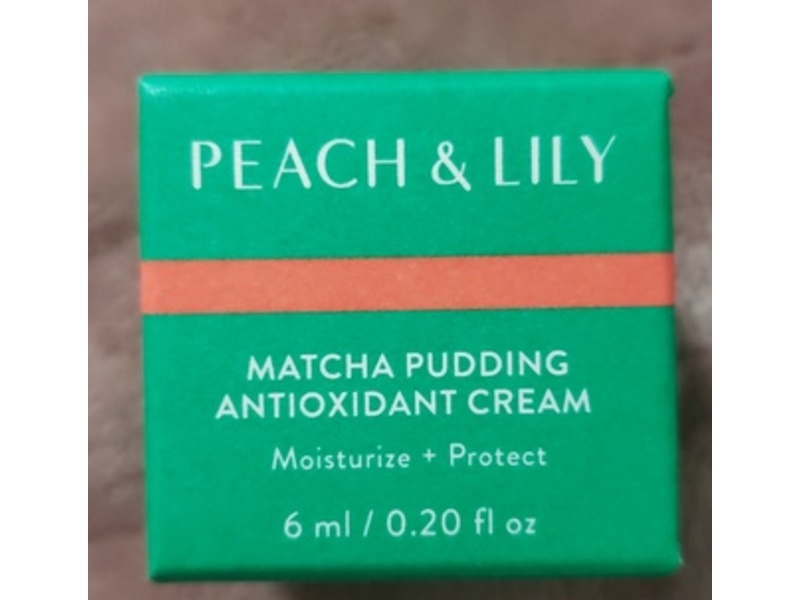 PEACH & LILY
MATCHA PUDDING
ANTIOXIDANT CREAM
Moisturize + Protect
6 ml / 0.20 fl oz